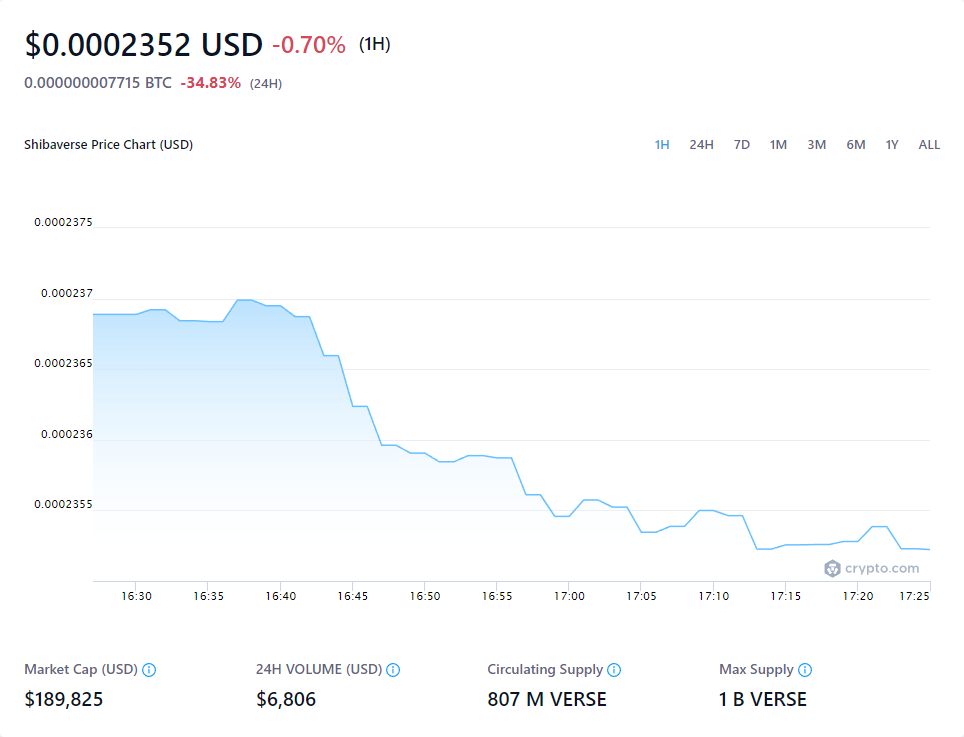 $0.0002352 USD -0.70% (1H)
0.000000007715 BTC -34.83% (24H)
Shibaverse Price Chart (USD) 1H 24H 7D 1M 3M 6M 1Y ALL
0.0002375
0.000237
0.0002365
0.000236
0.0002355
crypto.com
16:30 16:35 16:40 16:45 16:50 16:55 17:00 17:05 17:10 17:15 17:20 17:25
Market Cap (USD) 24H VOLUME (USD) Circulating Supply Max Supply
$189,825 $6,806 807 M VERSE 1 B VERSE